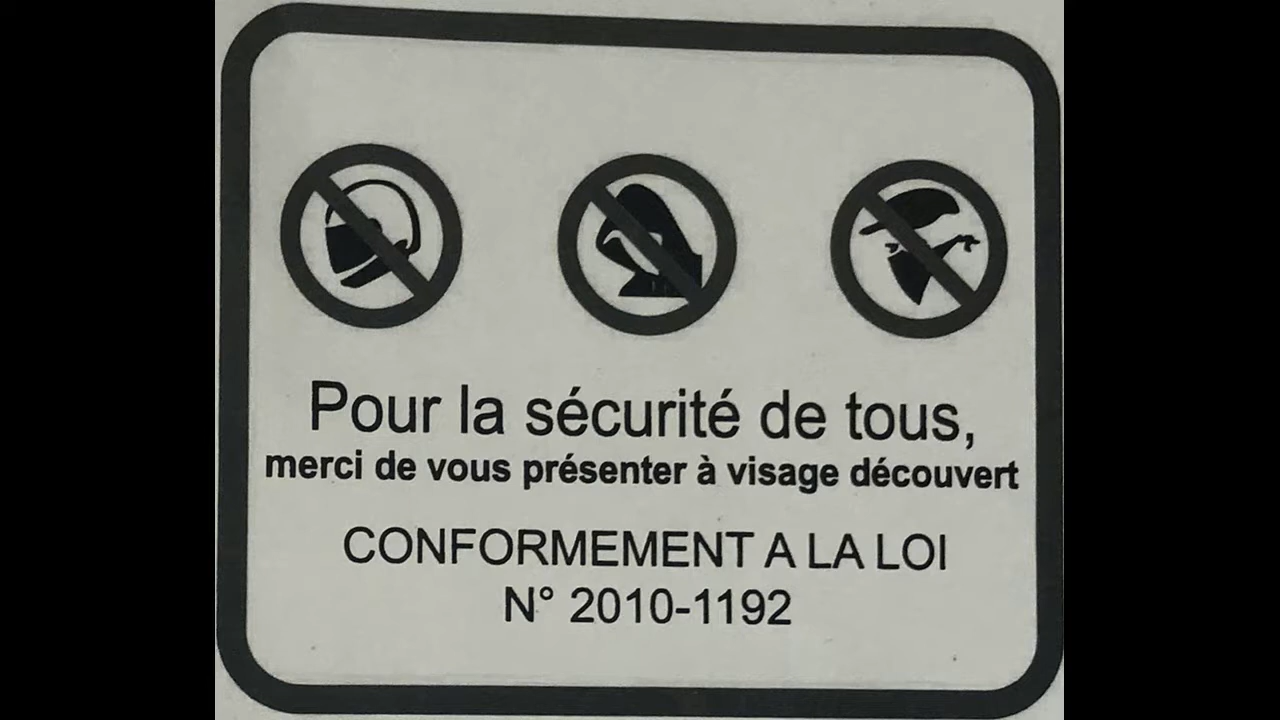 Pour la sécurité de tous,
merci de vous présenter à visage découvert
CONFORMEMENT A LA LOI
N° 2010-1192